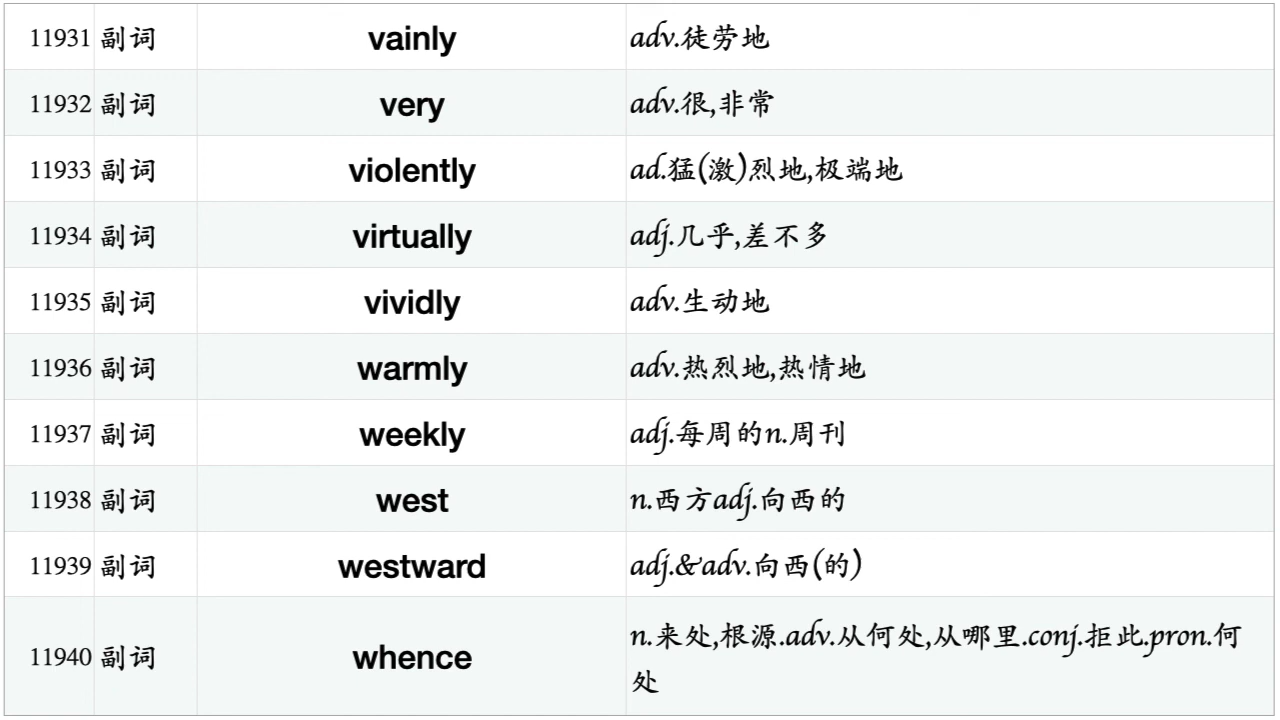 11931 副词 vainly adv.徒劳地
11932 副词 very adv.很,非常
11933 副词 violently ad.猛(激)烈地,极端地
11934 副词 virtually adj.几乎,差不多
11935 副词 vividly adv.生动地
11936 副词 warmly adv.热烈地,热情地
11937 副词 weekly adj.每周的n.周刊
11938 副词 west n.西方adj.向西的
11939 副词 westward adj.&adv.向西(的)
11940 副词 whence n.来处,根源.adv.从何处,从哪里.conj.拒此.pron.何
处